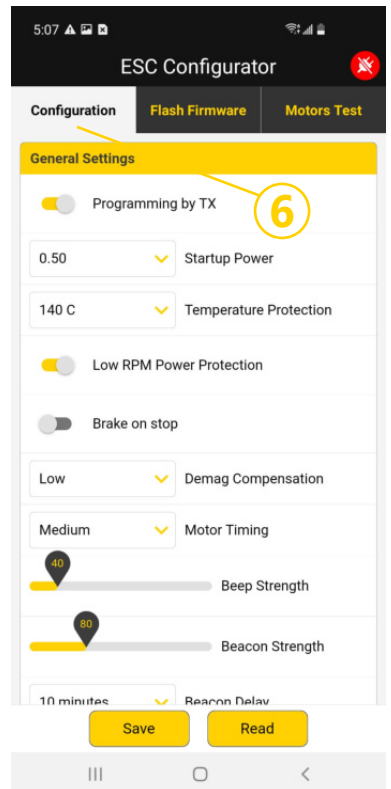 5:07
ESC Configurator
Configuration Flash Firmware Motors Test
General Settings
Programming by TX
6
0.50 Startup Power
140 C Temperature Protection
Low RPM Power Protection
Brake on stop
Low Demag Compensation
Medium Motor Timing
40
Beep Strength
80
Beacon Strength
10 minutes Beacon Delay
Save Read